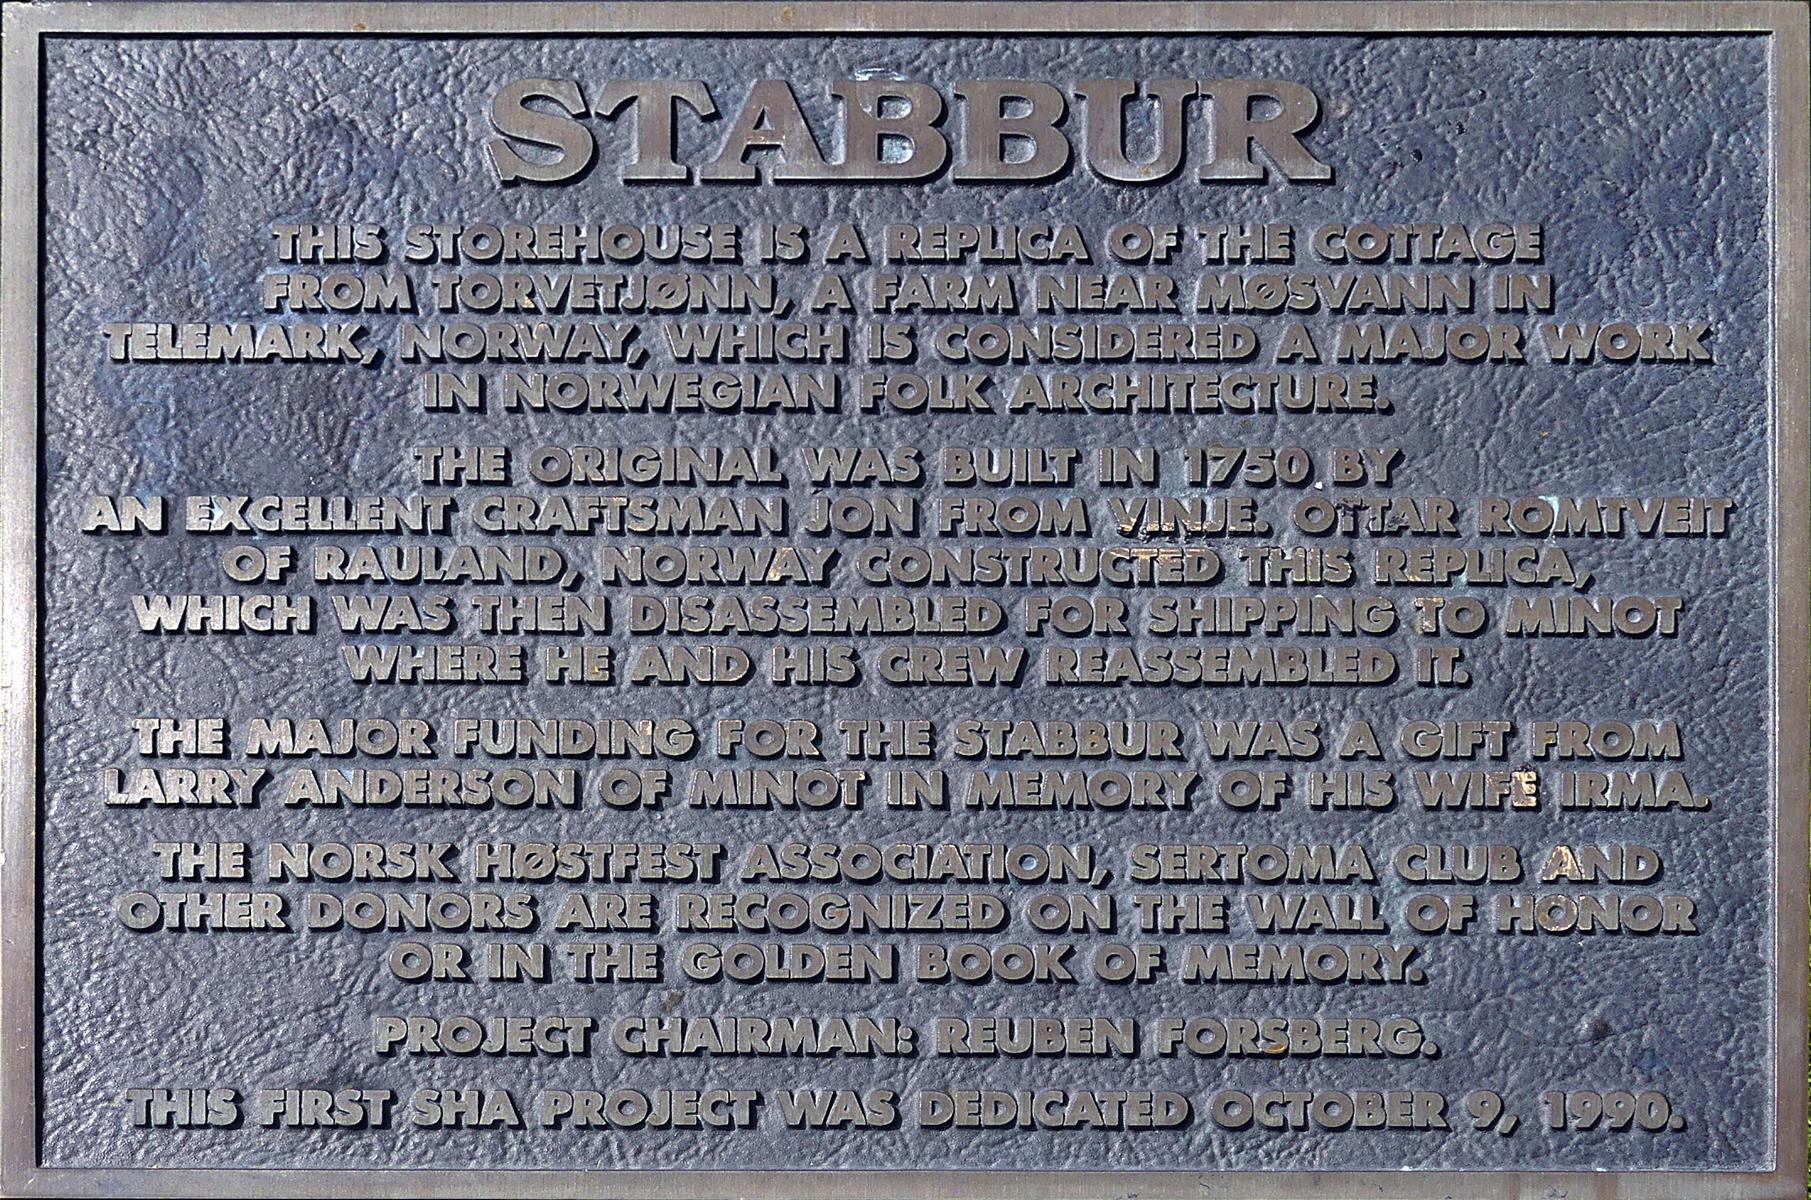 STABBUR
THIS STOREHOUSE IS A REPLICA OF THE COTTAGE
FROM TORVETJØNN, A FARM NEAR MØSVANN IN
TELEMARK, NORWAY, WHICH IS CONSIDERED A MAJOR WORK
IN NORWEGIAN FOLK ARCHITECTURE.
THE ORIGINAL WAS BUILT IN 1750 BY
AN EXCELLENT CRAFTSMAN JON FROM VINJE. OTTAR ROMTVEIT
OF RAULAND, NORWAY CONSTRUCTED THIS REPLICA,
WHICH WAS THEN DISASSEMBLED FOR SHIPPING TO MINOT
WHERE HE AND HIS CREW REASSEMBLED IT.
THE MAJOR FUNDING FOR THE STABBUR WAS A GIFT FROM
LARRY ANDERSON OF MINOT IN MEMORY OF HIS WIFE IRMA.
THE NORSK HØSTFEST ASSOCIATION, SERTOMA CLUB AND
OTHER DONORS ARE RECOGNIZED ON THE WALL OF HONOR
OR IN THE GOLDEN BOOK OF MEMORY.
PROJECT CHAIRMAN: REUBEN FORSBERG.
THIS FIRST SHA PROJECT WAS DEDICATED OCTOBER 9, 1990.